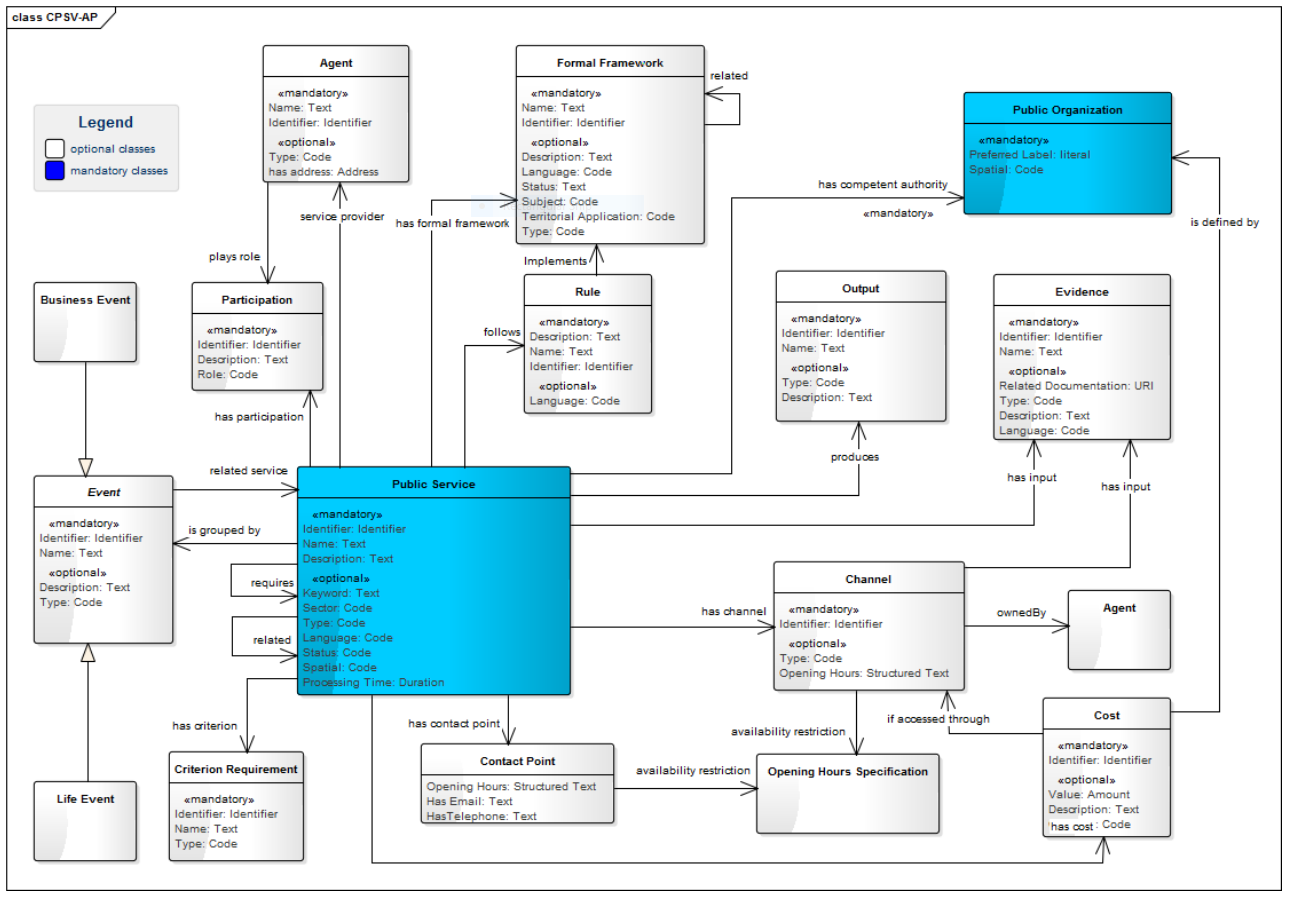 class CPSV-AP
Legend
optional classes
mandatory classes
Agent
«mandatory»
Name: Text
Identifier: Identifier
«optional»
Type: Code
has address: Address
Formal Framework
«mandatory»
Name: Text
Identifier: Identifier
«optional»
Description: Text
Language: Code
Status: Text
Subject: Code
Territorial Application: Code
Type: Code
related
Public Organization
«mandatory»
Preferred Label: literal
Spatial: Code
has competent authority
«mandatory»
is defined by
service provider
has formal framework
plays role
Implements
Business Event
Participation
«mandatory»
Identifier: Identifier
Description: Text
Role: Code
has participation
follows
Rule
«mandatory»
Description: Text
Name: Text
Identifier: Identifier
«optional»
Language: Code
Output
«mandatory»
Identifier: Identifier
Name: Text
«optional»
Type: Code
Description: Text
produces
Evidence
«mandatory»
Identifier: Identifier
Name: Text
«optional»
Related Documentation: URI
Type: Code
Description: Text
Language: Code
has input
has input
related service
is grouped by
Event
«mandatory»
Identifier: Identifier
Name: Text
«optional»
Description: Text
Type: Code
Public Service
«mandatory»
Identifier: Identifier
Name: Text
Description: Text
«optional»
Keyword: Text
Sector: Code
Type: Code
Language: Code
Status: Code
Spatial: Code
Processing Time: Duration
requires
related
has channel
Channel
«mandatory»
Identifier: Identifier
«optional»
Type: Code
Opening Hours: Structured Text
ownedBy
Agent
has criterion
has contact point
availability restriction
if accessed through
Life Event
Criterion Requirement
«mandatory»
Identifier: Identifier
Name: Text
Type: Code
Contact Point
Opening Hours: Structured Text
Has Email: Text
HasTelephone: Text
availability restriction
Opening Hours Specification
Cost
«mandatory»
Identifier: Identifier
«optional»
Value: Amount
Description: Text
has cost : Code